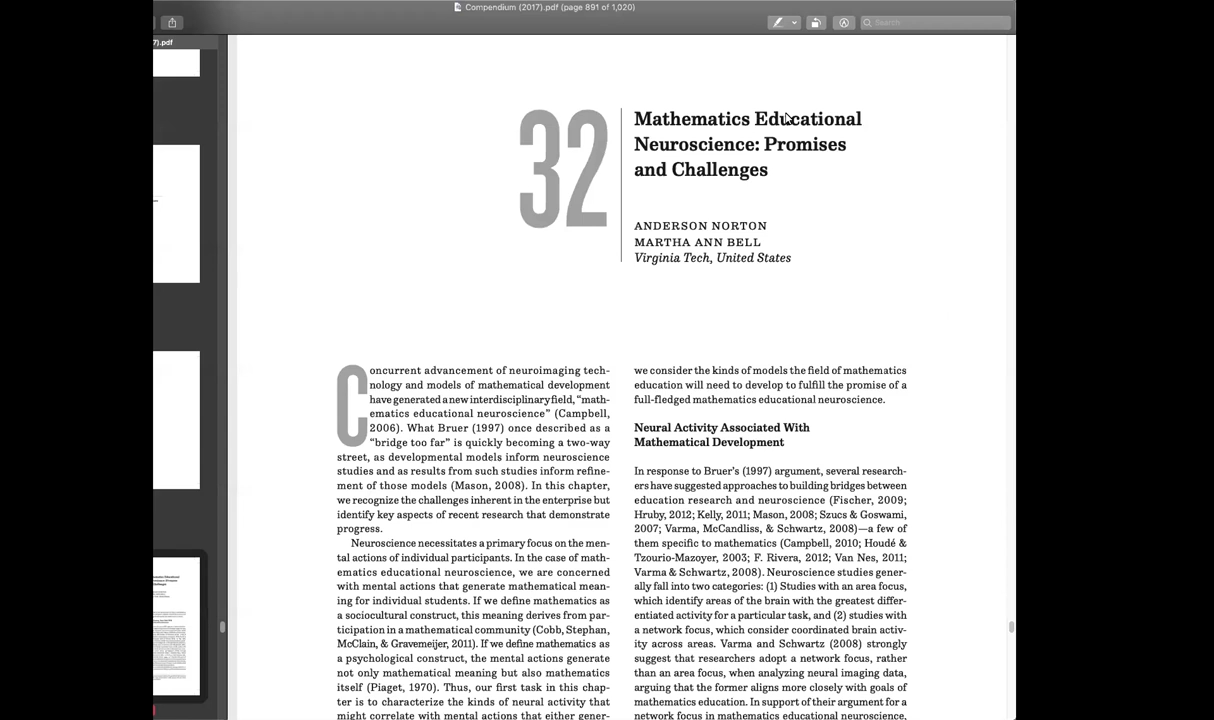 Compendium (2017).pdf (page 891 of 1,020)
Search
7).pdf
32
Mathematics Educational
Neuroscience: Promises
and Challenges
ANDERSON NORTON
MARTHA ANN BELL
Virginia Tech, United States
Concurrent advancement of neuroimaging tech-
nology and models of mathematical development
have generated a new interdisciplinary field, “math-
ematics educational neuroscience” (Campbell,
2006). What Bruer (1997) once described as a
“bridge too far” is quickly becoming a two-way
street, as developmental models inform neuroscience
studies and as results from such studies inform refine-
ment of those models (Mason, 2008). In this chapter,
we recognize the challenges inherent in the enterprise but
identify key aspects of recent research that demonstrate
progress.
Neuroscience necessitates a primary focus on the men-
tal actions of individual participants. In the case of math-
ematics educational neuroscience, we are concerned
with mental actions that generate mathematical mean-
ing for individual students. If we define mathematics as
a sociocultural construct, this meaning derives from par-
ticipation in a mathematical community (Cobb, Stephan,
McClain, & Gravemeijer, 2011). If we define mathematics as
a psychological construct, the mental actions generate
not only mathematical meaning but also mathematics
itself (Piaget, 1970). Thus, our first task in this chap-
ter is to characterize the kinds of neural activity that
might correlate with mental actions that either gener-
we consider the kinds of models the field of mathematics
education will need to develop to fulfill the promise of a
full-fledged mathematics educational neuroscience.
Neural Activity Associated With
Mathematical Development
In response to Bruer’s (1997) argument, several research-
ers have suggested approaches to building bridges between
education research and neuroscience (Fischer, 2009;
Hruby, 2012; Kelly, 2011; Mason, 2008; Szucs & Goswami,
2007; Varma, McCandliss, & Schwartz, 2008)—a few of
them specific to mathematics (Campbell, 2010; Houdé &
Tzourio-Mazoyer, 2003; F. Rivera, 2012; Van Nes, 2011;
Varma & Schwartz, 2008). Neuroscience studies gener-
ally fall into two categories: (1) Studies with an area focus,
which identify areas of the brain with the greatest differ-
entiated activity for a particular task, and (2) studies with
a network focus, which consider coordinated brain activ-
ity across areas. Varma and Schwartz (2008) strongly
suggest that researchers adopt a network focus, rather
than an area focus, when analyzing neural imaging data,
arguing that the former aligns more closely with goals of
mathematics education. In support of their argument for a
network focus in mathematics educational neuroscience,